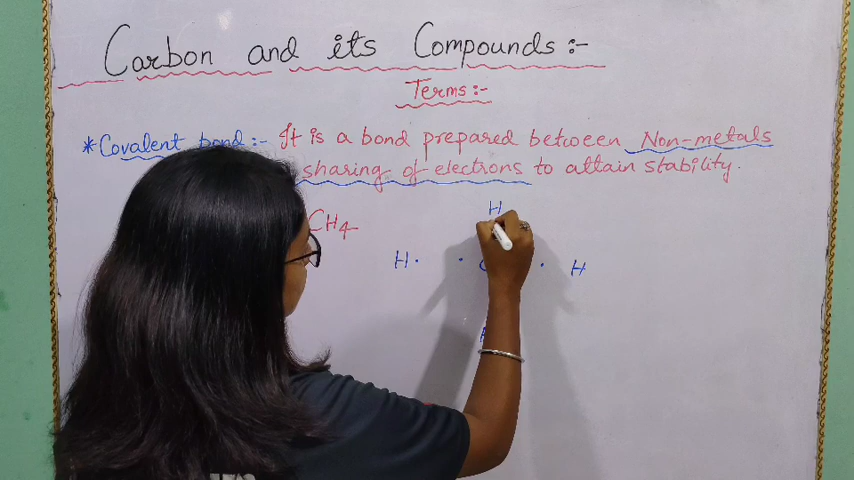 Carbon and its Compounds:-
Terms:-
*Covalent bond:- It is a bond prepared between Non-metals
sharing of electrons to attain stability.
CH4
H
H· · · H